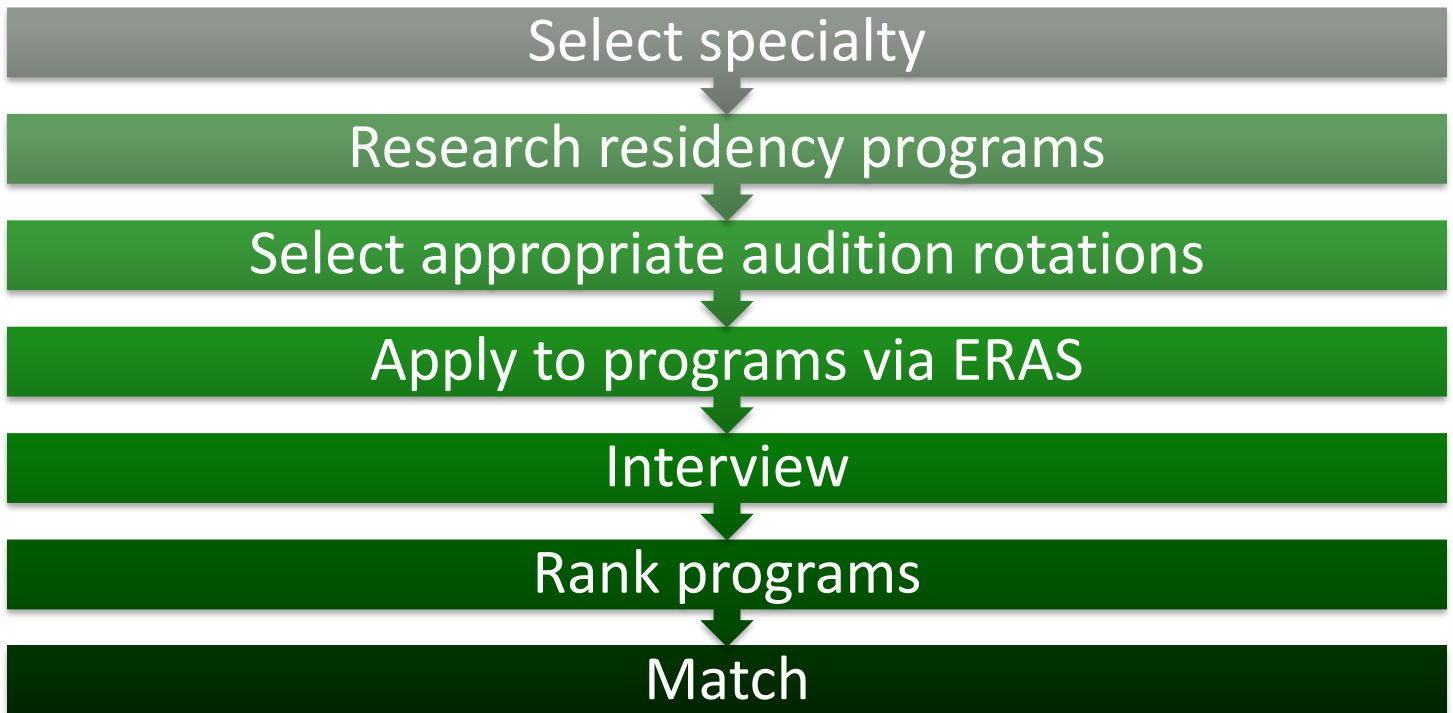 Select specialty
Research residency programs
Select appropriate audition rotations
Apply to programs via ERAS
Interview
Rank programs
Match